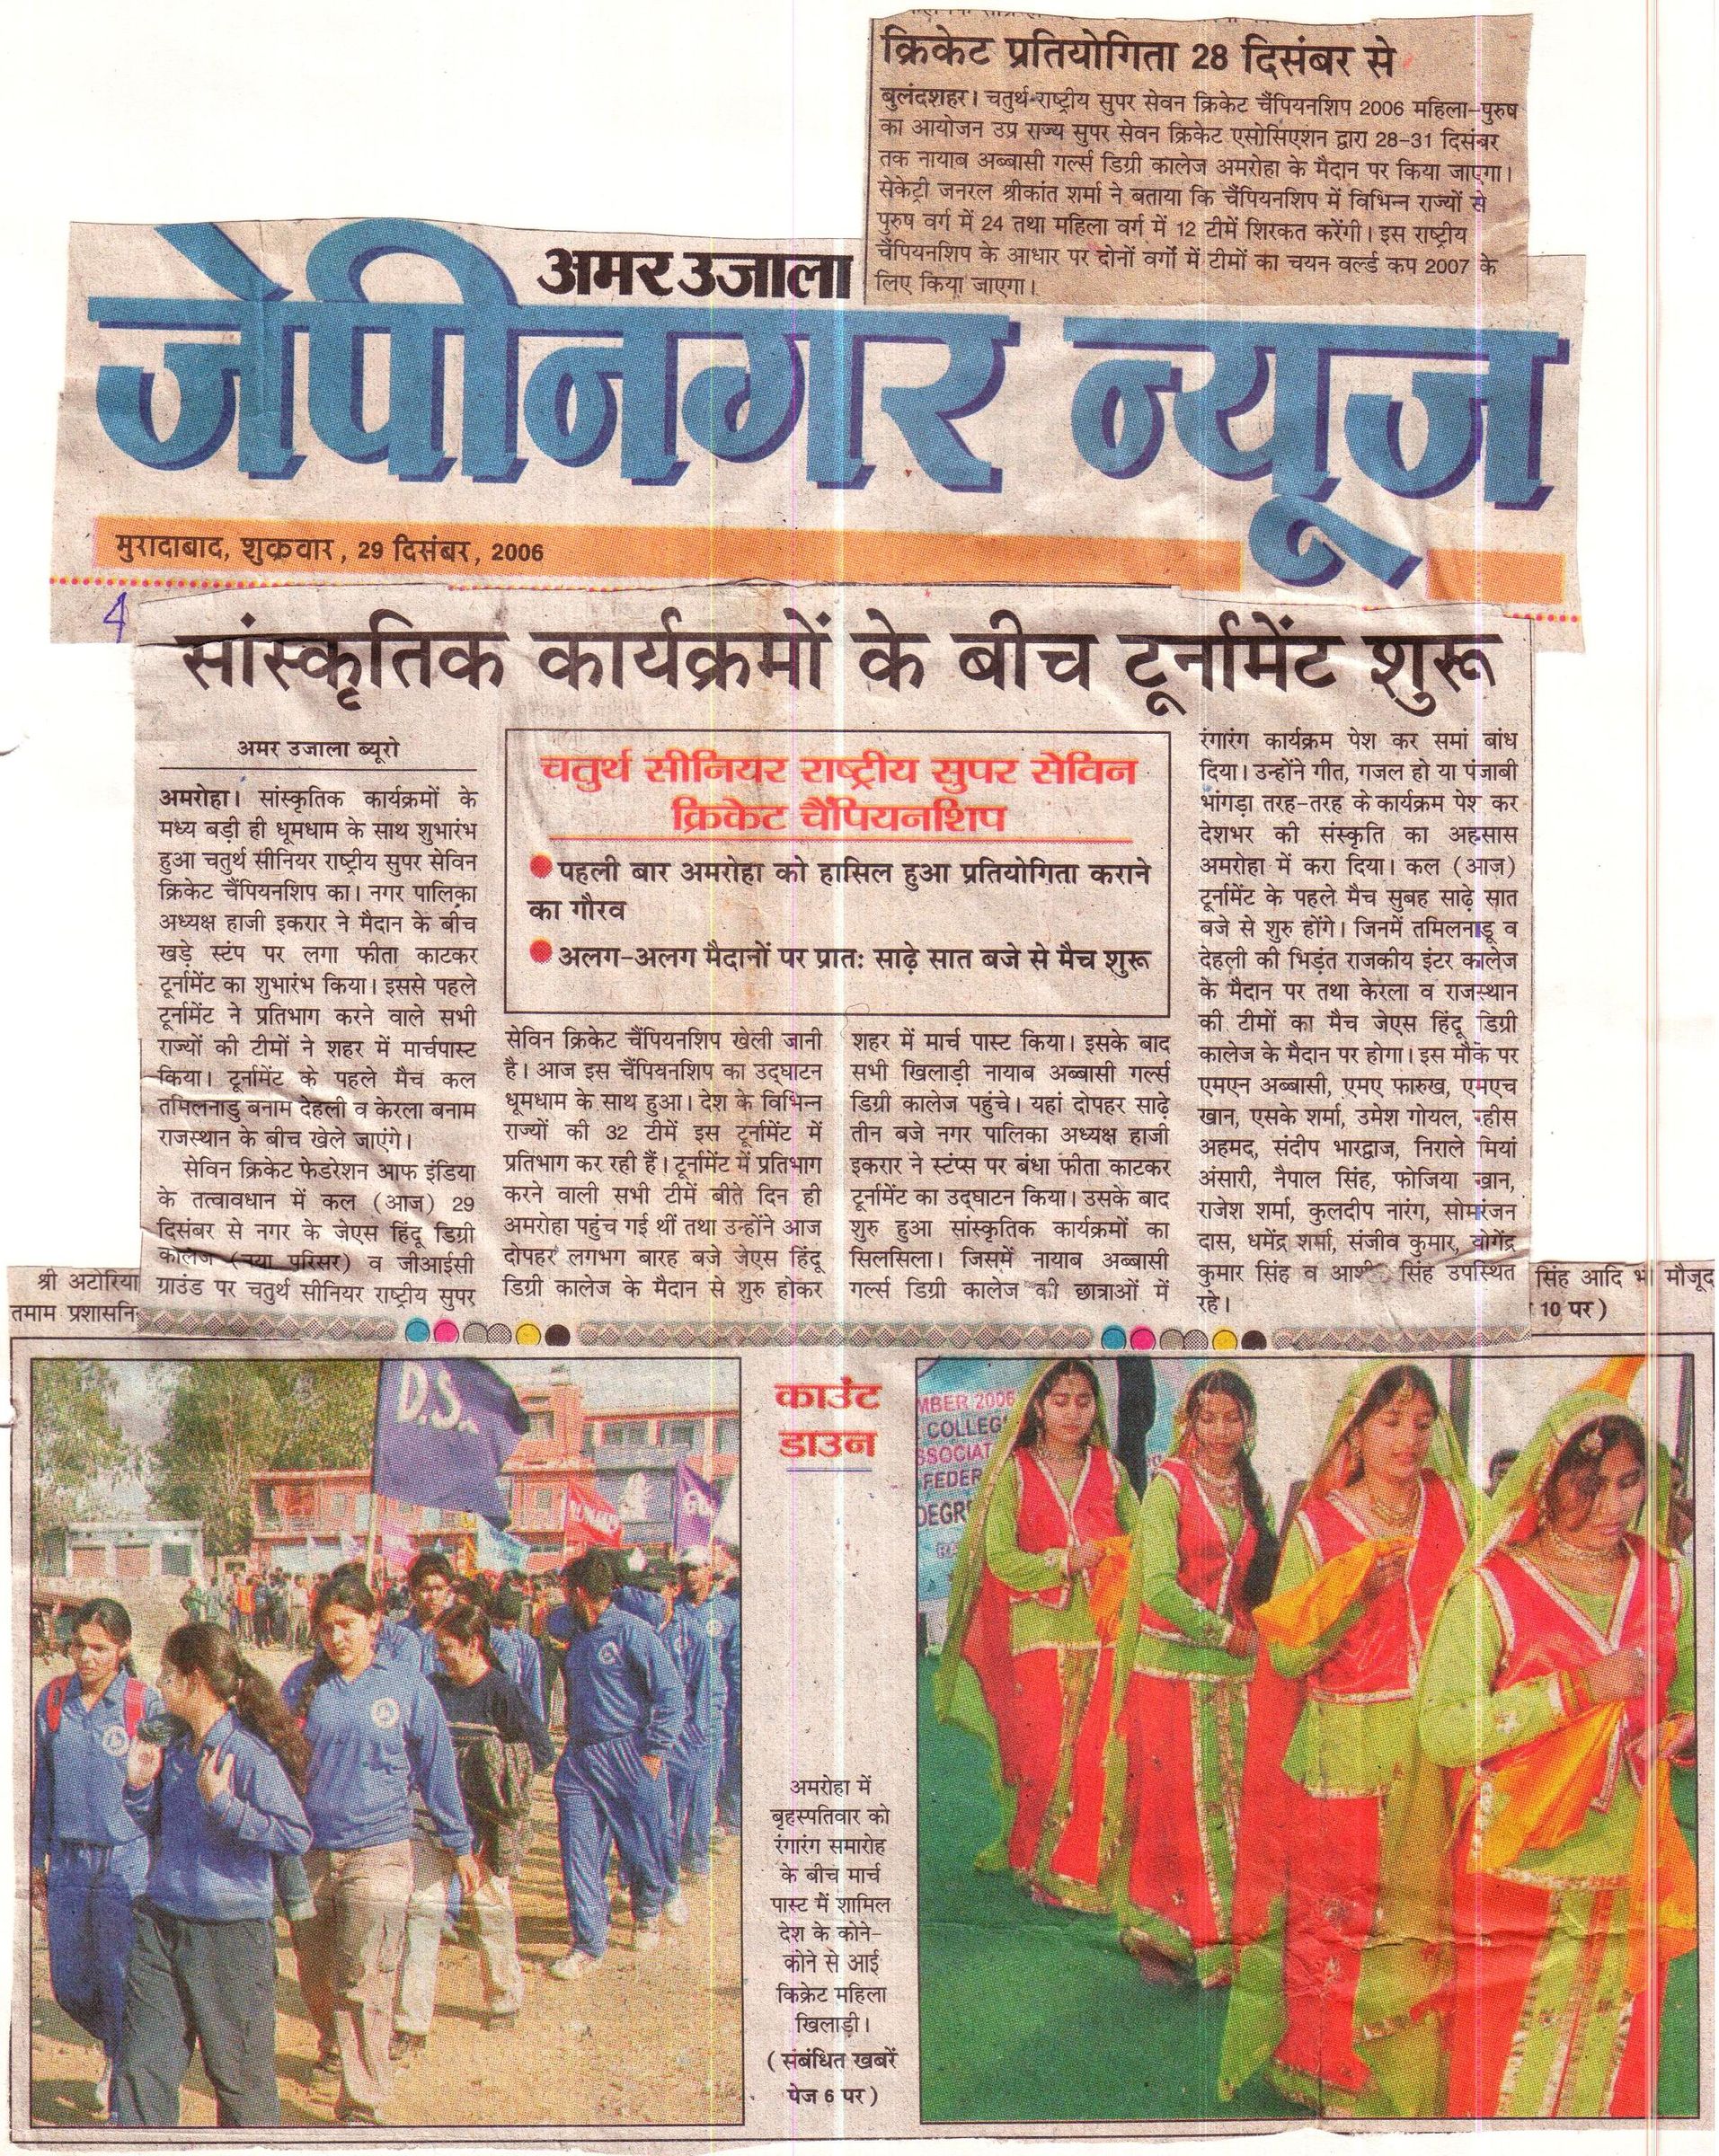 क्रिकेट प्रतियोगिता 28 दिसंबर से
बुलंदशहर। चतुर्थ राष्ट्रीय सुपर सेवन क्रिकेट चैंपियनशिप 2006 महिला-पुरुष
का आयोजन उप्र राज्य सुपर सेवन क्रिकेट एसोसिएशन द्वारा 28-31 दिसंबर
तक नायाब अब्बासी गर्ल्स डिग्री कालेज अमरोहा के मैदान पर किया जाएगा।
सेकेट्री जनरल श्रीकांत शर्मा ने बताया कि चैंपियनशिप में विभिन्न राज्यों से
पुरुष वर्ग में 24 तथा महिला वर्ग में 12 टीमें शिरकत करेंगी। इस राष्ट्रीय
चैंपियनशिप के आधार पर दोनों वर्गों में टीमों का चयन वर्ल्ड कप 2007 के
लिए किया जाएगा।
अमर उजाला
जेपीनगर न्यूज
मुरादाबाद, शुक्रवार, 29 दिसंबर, 2006
4
सांस्कृतिक कार्यक्रमों के बीच टूर्नामेंट शुरू
अमर उजाला ब्यूरो
अमरोहा। सांस्कृतिक कार्यक्रमों के
मध्य बड़ी ही धूमधाम के साथ शुभारंभ
हुआ चतुर्थ सीनियर राष्ट्रीय सुपर सेविन
क्रिकेट चैंपियनशिप का। नगर पालिका
अध्यक्ष हाजी इकरार ने मैदान के बीच
खड़े स्टंप पर लगा फीता काटकर
टूर्नामेंट का शुभारंभ किया। इससे पहले
टूर्नामेंट ने प्रतिभाग करने वाले सभी
राज्यों की टीमों ने शहर में मार्चपास्ट
किया। टूर्नामेंट के पहले मैच कल
तमिलनाडु बनाम देहली व केरला बनाम
राजस्थान के बीच खेले जाएंगे।
सेविन क्रिकेट फेडरेशन आफ इंडिया
के तत्वावधान में कल (आज) 29
दिसंबर से नगर के जेएस हिंदू डिग्री
कालेज (नया परिसर) व जीआईसी
ग्राउंड पर चतुर्थ सीनियर राष्ट्रीय सुपर
चतुर्थ सीनियर राष्ट्रीय सुपर सेविन
क्रिकेट चैंपियनशिप
● पहली बार अमरोहा को हासिल हुआ प्रतियोगिता कराने
का गौरव
● अलग-अलग मैदानों पर प्रातः साढ़े सात बजे से मैच शुरू
सेविन क्रिकेट चैंपियनशिप खेली जानी
है। आज इस चैंपियनशिप का उद्घाटन
धूमधाम के साथ हुआ। देश के विभिन्न
राज्यों की 32 टीमें इस टूर्नामेंट में
प्रतिभाग कर रही हैं। टूर्नामेंट में प्रतिभाग
करने वाली सभी टीमें बीते दिन ही
अमरोहा पहुंच गई थीं तथा उन्होंने आज
दोपहर लगभग बारह बजे जेएस हिंदू
डिग्री कालेज के मैदान से शुरु होकर
शहर में मार्च पास्ट किया। इसके बाद
सभी खिलाड़ी नायाब अब्बासी गर्ल्स
डिग्री कालेज पहुंचे। यहां दोपहर साढ़े
तीन बजे नगर पालिका अध्यक्ष हाजी
इकरार ने स्टंप्स पर बंधा फीता काटकर
टूर्नामेंट का उद्घाटन किया। उसके बाद
शुरु हुआ सांस्कृतिक कार्यक्रमों का
सिलसिला। जिसमें नायाब अब्बासी
गर्ल्स डिग्री कालेज की छात्राओं में
रंगारंग कार्यक्रम पेश कर समां बांध
दिया। उन्होंने गीत, गजल हो या पंजाबी
भांगड़ा तरह-तरह के कार्यक्रम पेश कर
देशभर की संस्कृति का अहसास
अमरोहा में करा दिया। कल (आज)
टूर्नामेंट के पहले मैच सुबह साढ़े सात
बजे से शुरु होंगे। जिनमें तमिलनाडू व
देहली की भिड़ंत राजकीय इंटर कालेज
के मैदान पर तथा केरला व राजस्थान
की टीमों का मैच जेएस हिंदू डिग्री
कालेज के मैदान पर होगा। इस मौके पर
एमएन अब्बासी, एमए फारुख, एमएच
खान, एसके शर्मा, उमेश गोयल, रहीस
अहमद, संदीप भारद्वाज, निराले मियां
अंसारी, नैपाल सिंह, फोजिया खान,
राजेश शर्मा, कुलदीप नारंग, सोमरंजन
दास, धमेंद्र शर्मा, संजीव कुमार, योगेंद्र
कुमार सिंह व सिंह उपस्थित
रहे।
श्री अटोरिया
तमाम प्रशासनि
सिंह आदि भी मौजूद
10 पर)
D.S.
काउंट
डाउन
अमरोहा में
बृहस्पतिवार को
रंगारंग समारोह
के बीच मार्च
पास्ट में शामिल
देश के कोने-
कोने से आई
किक्रेट महिला
खिलाड़ी।
(संबंधित खबरें
पेज 6 पर)
MBER 2006
COLLEG
SSOCIAT
FEDER
DEGR